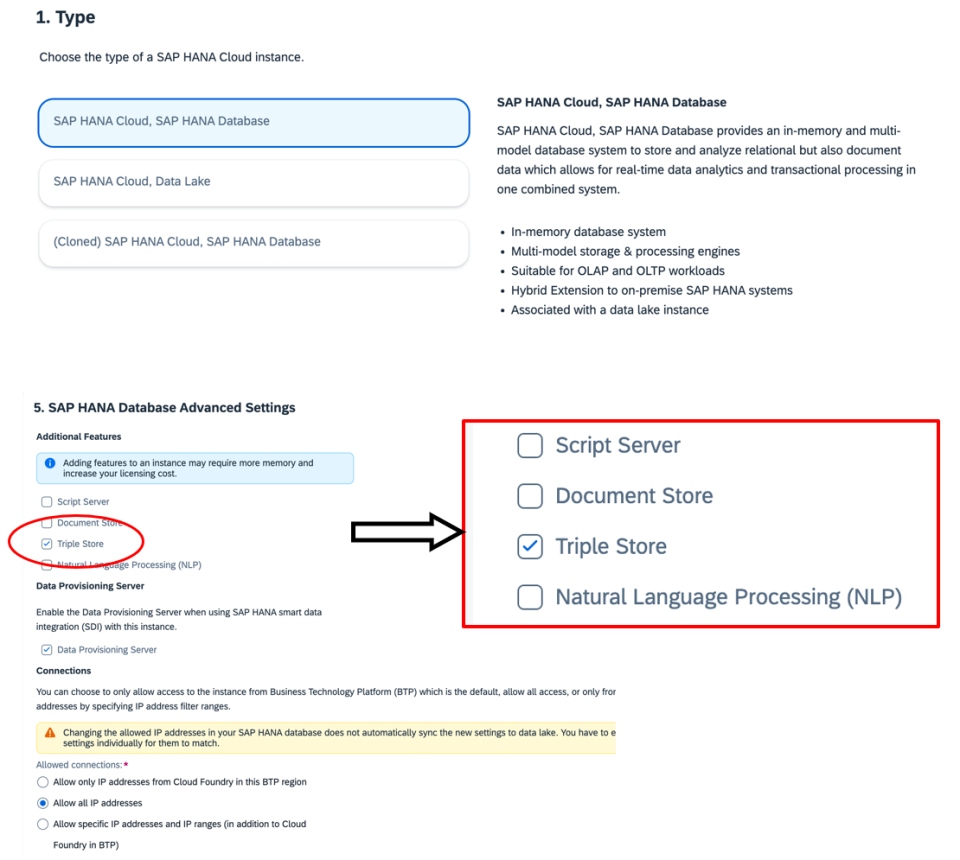 1. Type
Choose the type of a SAP HANA Cloud instance.
SAP HANA Cloud, SAP HANA Database
SAP HANA Cloud, Data Lake
(Cloned) SAP HANA Cloud, SAP HANA Database
SAP HANA Cloud, SAP HANA Database
SAP HANA Cloud, SAP HANA Database provides an in-memory and multi-
model database system to store and analyze relational but also document
data which allows for real-time data analytics and transactional processing in
one combined system.
• In-memory database system
• Multi-model storage & processing engines
• Suitable for OLAP and OLTP workloads
• Hybrid Extension to on-premise SAP HANA systems
• Associated with a data lake instance
5. SAP HANA Database Advanced Settings
Additional Features
Adding features to an instance may require more memory and
increase your licensing cost.
Script Server
Document Store
Triple Store
Natural Language Processing (NLP)
Script Server
Document Store
Triple Store
Natural Language Processing (NLP)
Data Provisioning Server
Enable the Data Provisioning Server when using SAP HANA smart data
integration (SDI) with this instance.
Data Provisioning Server
Connections
You can choose to only allow access to the instance from Business Technology Platform (BTP) which is the default, allow all access, or only fror
addresses by specifying IP address filter ranges.
Changing the allowed IP addresses in your SAP HANA database does not automatically sync the new settings to data lake. You have to e
settings individually for them to match.
Allowed connections:*
Allow only IP addresses from Cloud Foundry in this BTP region
Allow all IP addresses
Allow specific IP addresses and IP ranges (in addition to Cloud
Foundry in BTP)